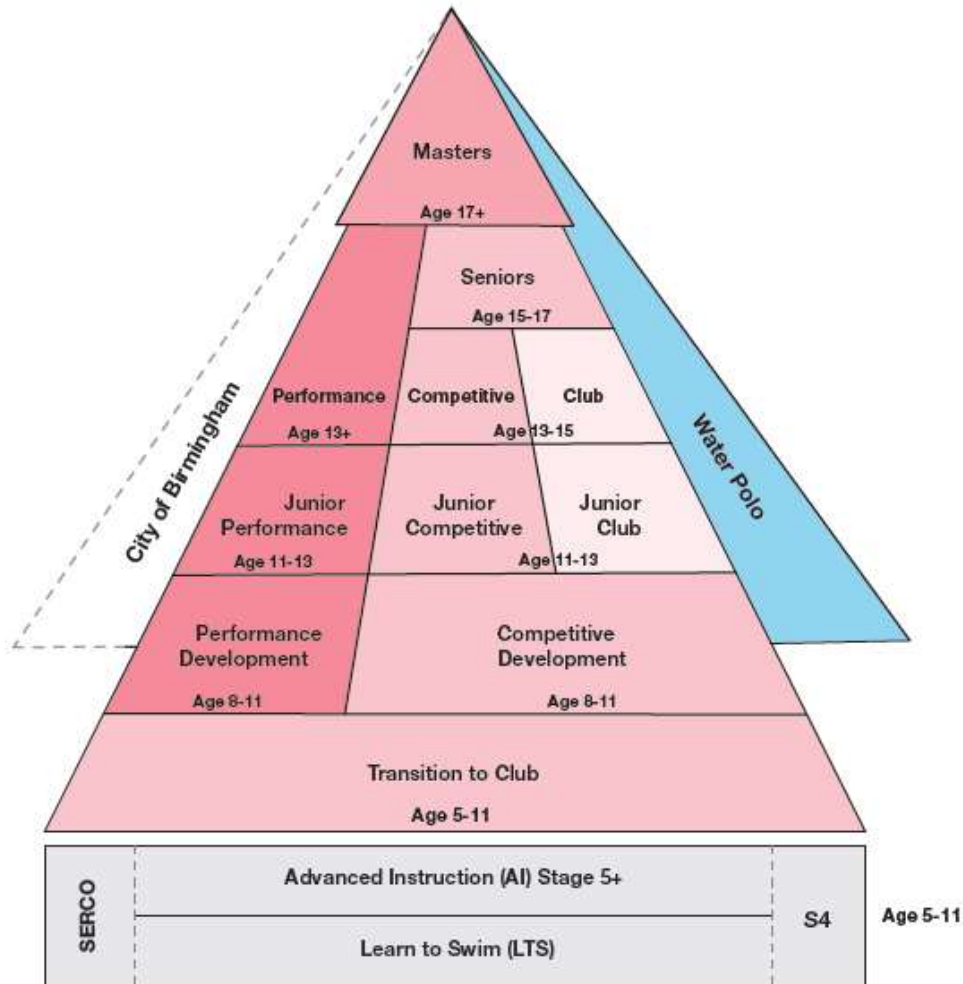 Masters
Age 17+
Seniors
Age 15-17
Performance
Age 13+
Competitive
Club
Age 13-15
City of Birmingham
Water Polo
Junior
Performance
Age 11-13
Junior
Competitive
Junior
Club
Age 11-13
Performance
Development
Age 8-11
Competitive
Development
Age 8-11
Transition to Club
Age 5-11
SERCO
Advanced Instruction (AI) Stage 5+
Learn to Swim (LTS)
S4
Age 5-11